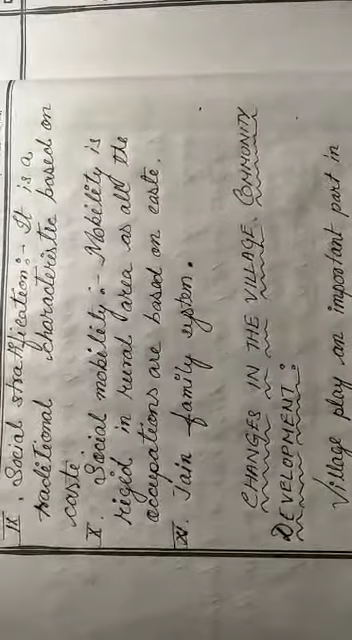 IX. Social stratification :- It is a
traditional characteristic based on
caste
X Social mobility :- Mobility is
riged in rural area as all the
occupations are based on caste.
XI. Join family system.
CHANGES IN THE VILLAGE COMMUNITY
DEVELOPMENT :
Village play an important part in